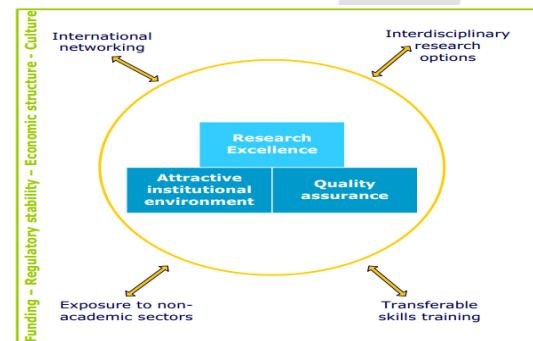 Funding – Regulatory stability – Economic structure - Culture
International
networking
Interdisciplinary
research
options
Research
Excellence
Attractive
institutional
environment
Quality
assurance
Exposure to non-
academic sectors
Transferable
skills training